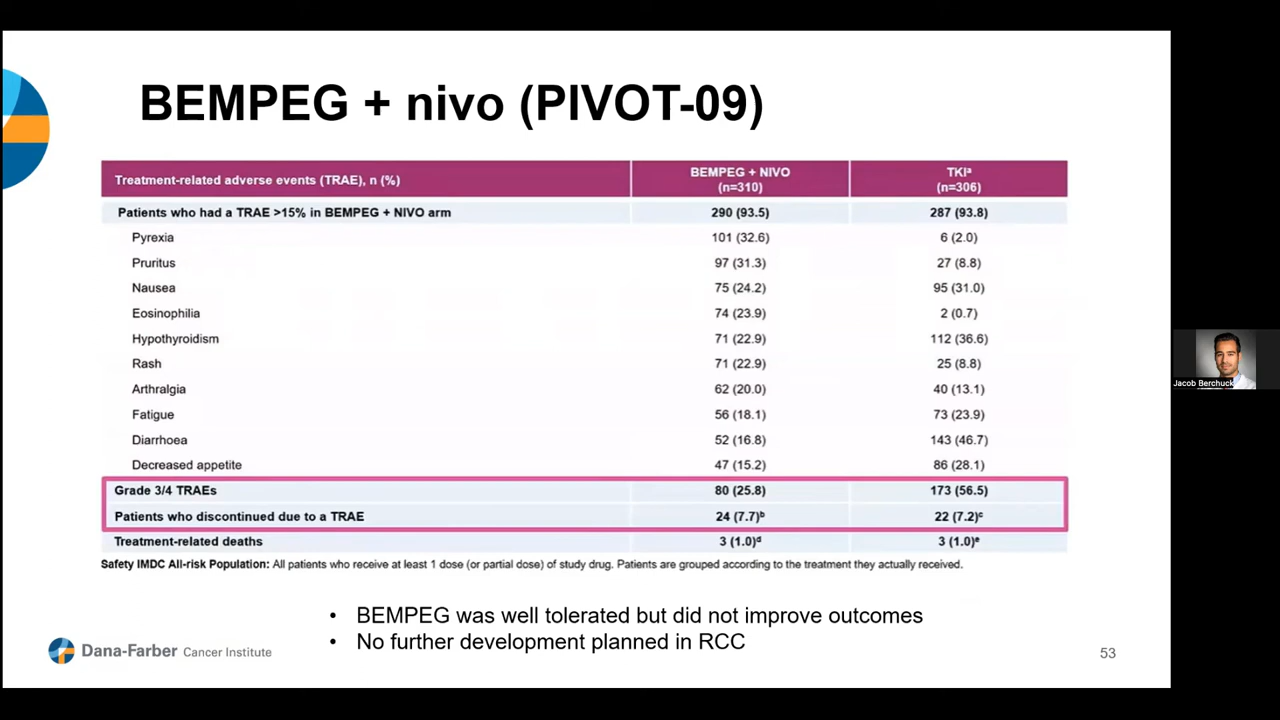 BEMPEG + nivo (PIVOT-09)
Treatment-related adverse events (TRAE), n (%) BEMPEG + NIVO (n=310) TKIᵃ (n=306)
Patients who had a TRAE >15% in BEMPEG + NIVO arm 290 (93.5) 287 (93.8)
Pyrexia 101 (32.6) 6 (2.0)
Pruritus 97 (31.3) 27 (8.8)
Nausea 75 (24.2) 95 (31.0)
Eosinophilia 74 (23.9) 2 (0.7)
Hypothyroidism 71 (22.9) 112 (36.6)
Rash 71 (22.9) 25 (8.8)
Arthralgia 62 (20.0) 40 (13.1)
Fatigue 56 (18.1) 73 (23.9)
Diarrhoea 52 (16.8) 143 (46.7)
Decreased appetite 47 (15.2) 86 (28.1)
Grade 3/4 TRAEs 80 (25.8) 173 (56.5)
Patients who discontinued due to a TRAE 24 (7.7)ᵇ 22 (7.2)ᶜ
Treatment-related deaths 3 (1.0)ᵈ 3 (1.0)ᵉ
Safety IMDC All-risk Population: All patients who receive at least 1 dose (or partial dose) of study drug. Patients are grouped according to the treatment they actually received.
• BEMPEG was well tolerated but did not improve outcomes
• No further development planned in RCC
Dana-Farber Cancer Institute
53
Jacob Berchuck